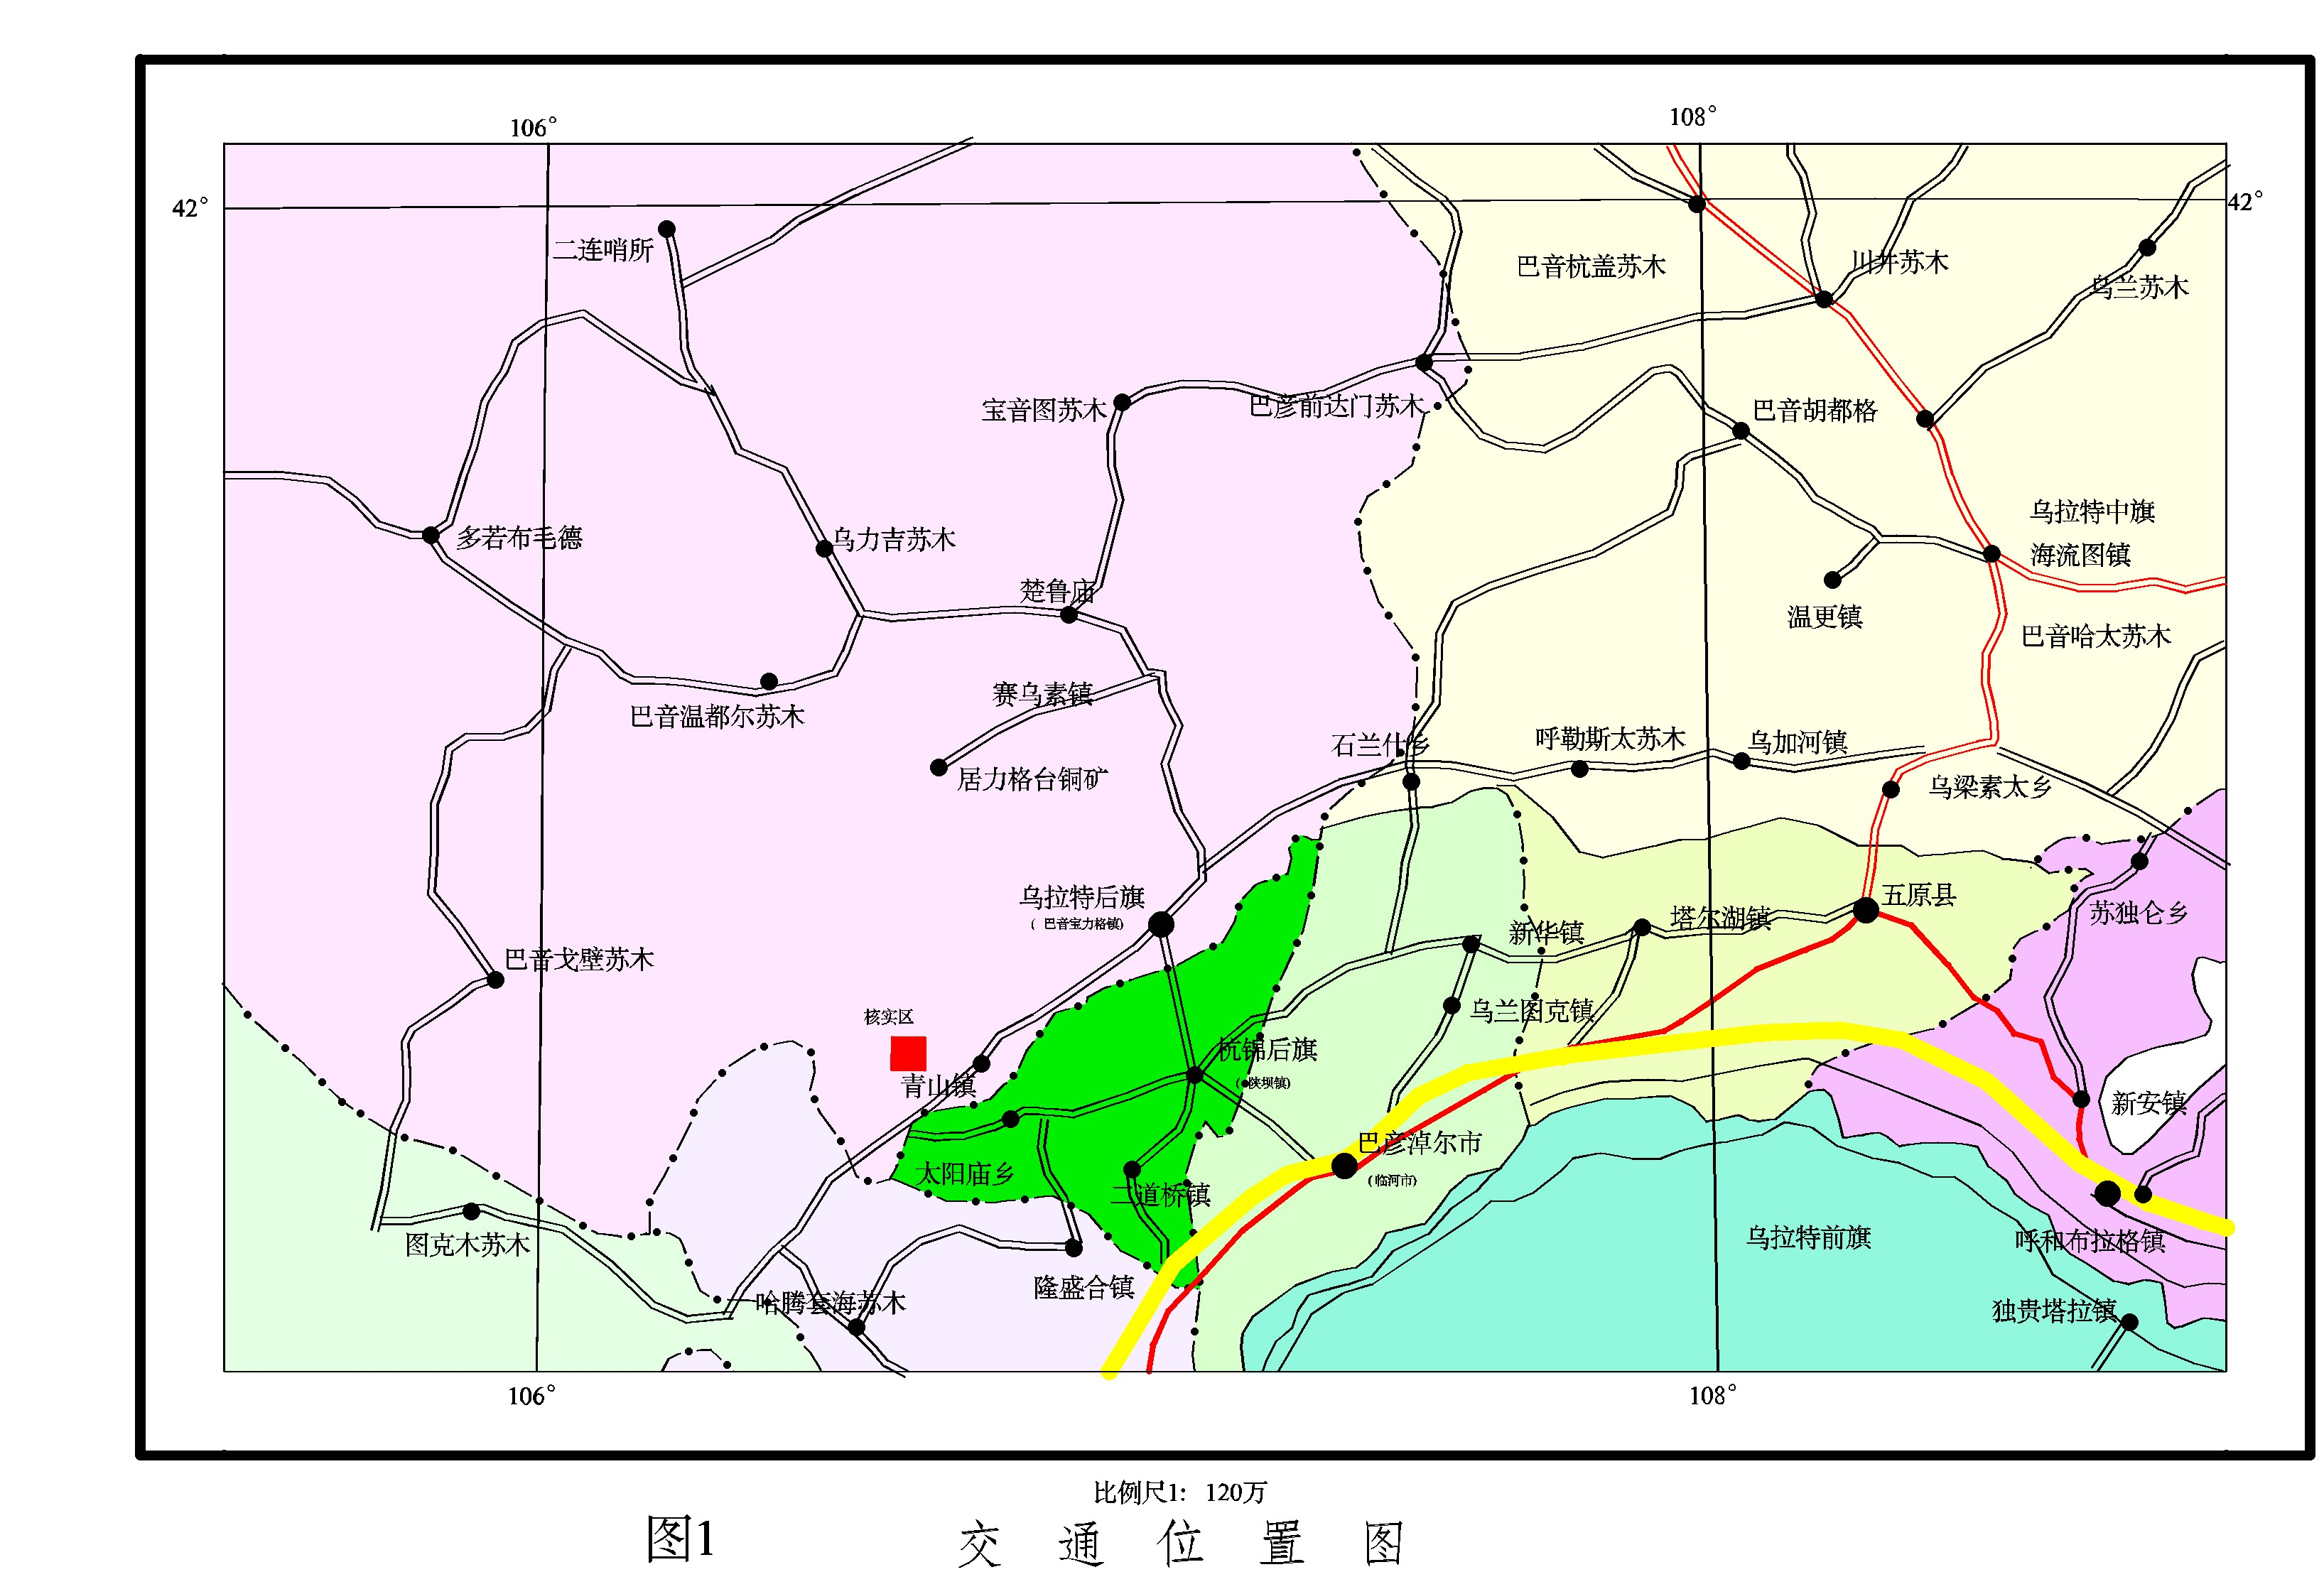 106°
108°
42°
42°
二连哨所
巴音杭盖苏木
川井苏木
乌兰苏木
宝音图苏木
巴彦前达门苏木
巴音胡都格
乌拉特中旗
海流图镇
多若布毛德
乌力吉苏木
楚鲁庙
温更镇
巴音哈太苏木
赛乌素镇
巴音温都尔苏木
石兰什乡
呼勒斯太苏木
乌加河镇
居力格台铜矿
乌梁素太乡
乌拉特后旗
(巴音宝力格镇)
五原县
塔尔湖镇
新华镇
苏独仑乡
巴音戈壁苏木
核实区
乌兰图克镇
杭锦后旗
(陕坝镇)
青山镇
新安镇
巴彦淖尔市
(临河市)
太阳庙乡
二道桥镇
图克木苏木
乌拉特前旗
呼和布拉格镇
隆盛合镇
哈腾套海苏木
独贵塔拉镇
106°
108°
比例尺1: 120万
图1 交通位置图